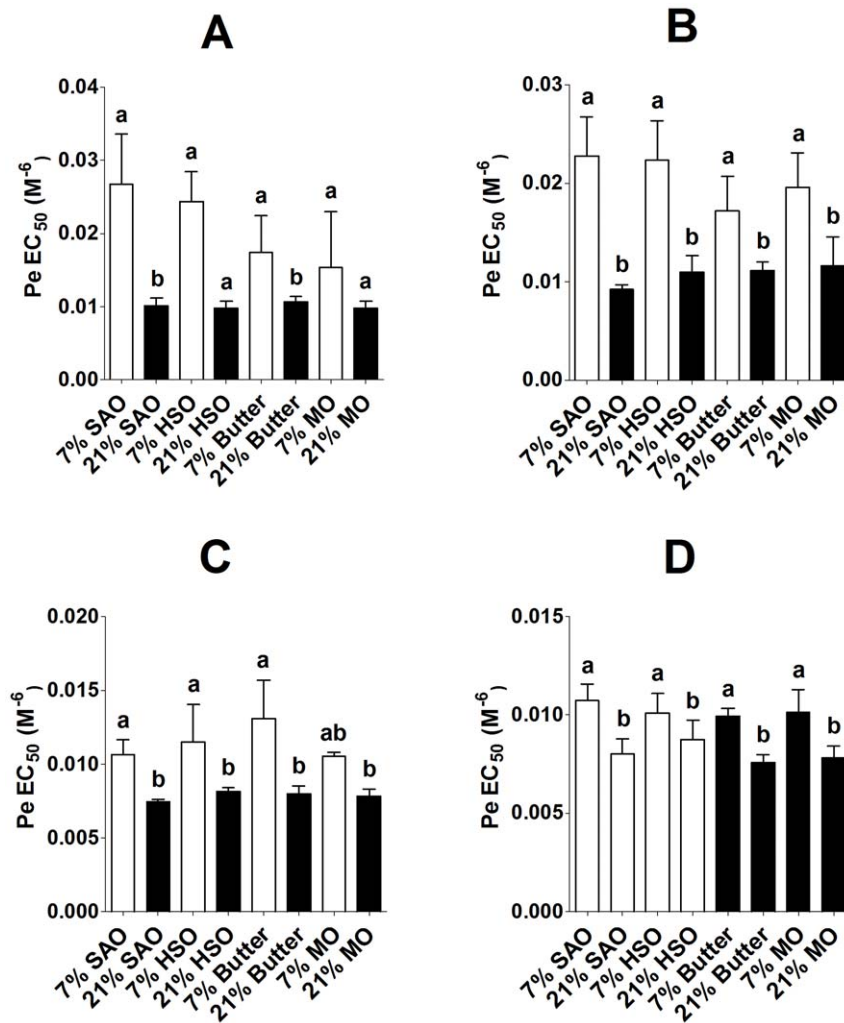 A
Pe EC50 (M-6)
0.04
0.03
0.02
0.01
0.00
a
b
a
a
a
b
a
a
7% SAO
21% SAO
7% HSO
21% HSO
7% Butter
21% Butter
7% MO
21% MO
B
Pe EC50 (M-6)
0.03
0.02
0.01
0.00
a
b
a
b
a
b
a
b
7% SAO
21% SAO
7% HSO
21% HSO
7% Butter
21% Butter
7% MO
21% MO
C
Pe EC50 (M-6)
0.020
0.015
0.010
0.005
0.000
a
b
a
b
a
b
ab
b
7% SAO
21% SAO
7% HSO
21% HSO
7% Butter
21% Butter
7% MO
21% MO
D
Pe EC50 (M-6)
0.015
0.010
0.005
0.000
a
b
a
b
a
b
a
b
7% SAO
21% SAO
7% HSO
21% HSO
7% Butter
21% Butter
7% MO
21% MO